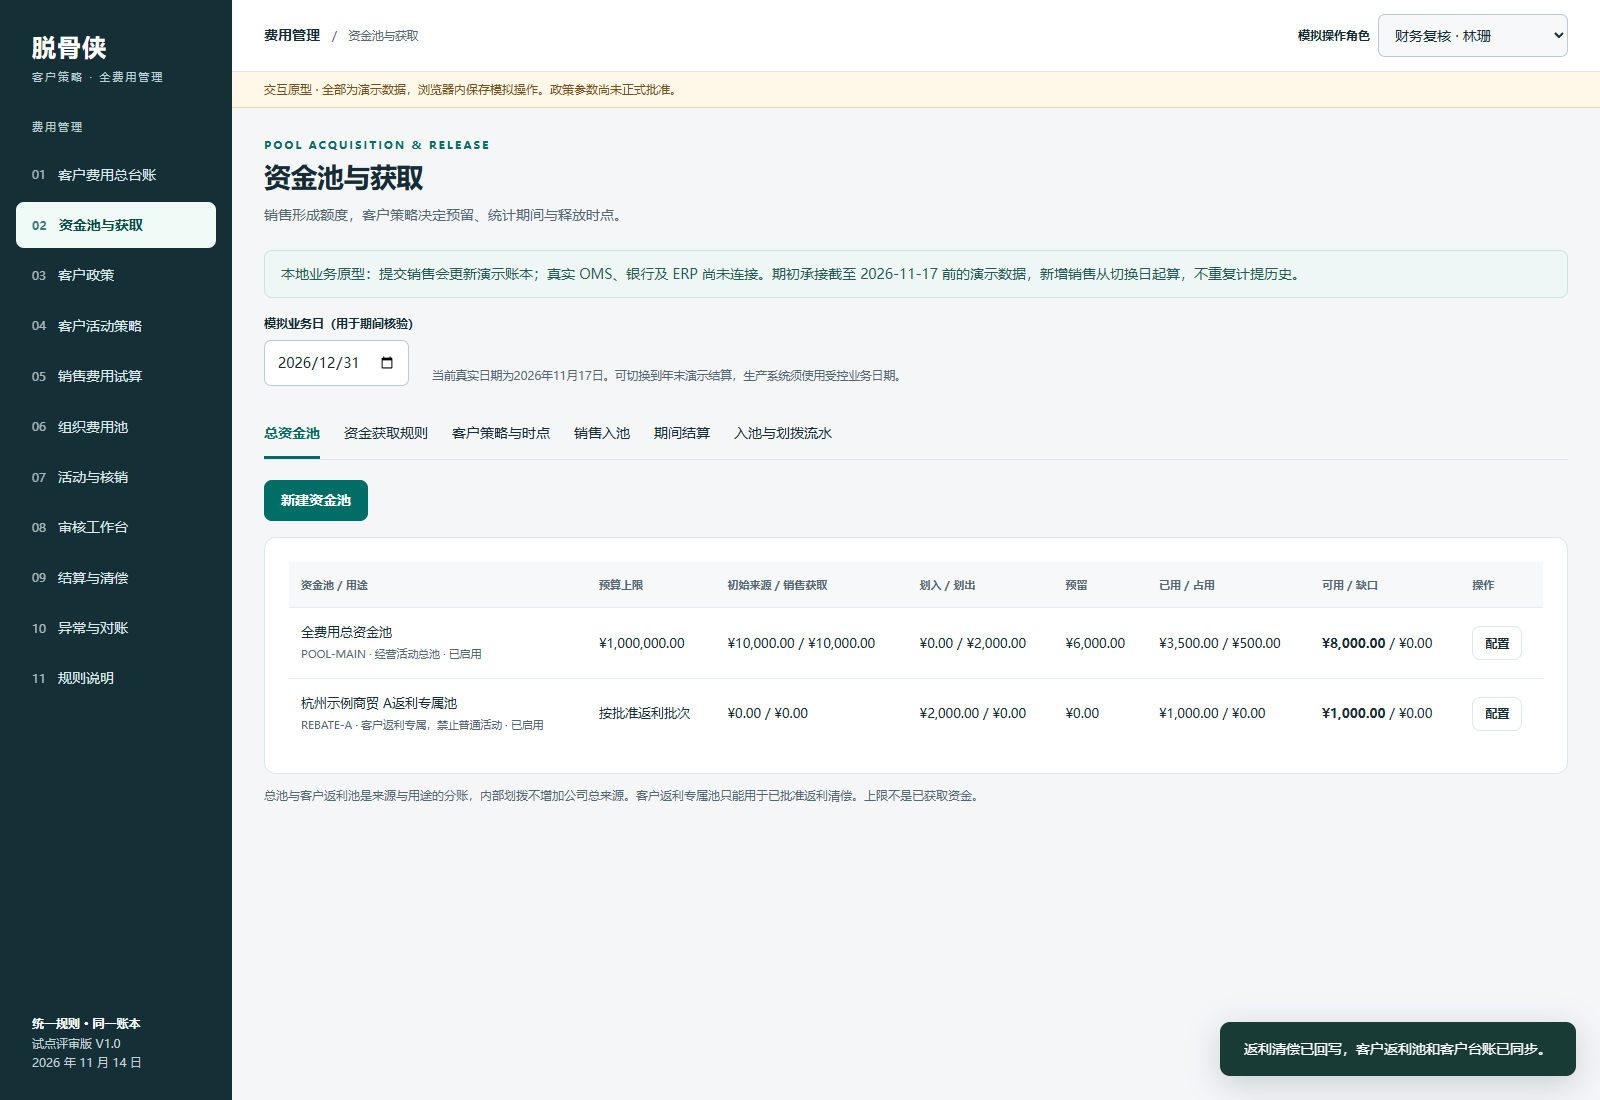 脱骨侠
客户策略 · 全费用管理
费用管理
01 客户费用总台账
02 资金池与获取
03 客户政策
04 客户活动策略
05 销售费用试算
06 组织费用池
07 活动与核销
08 审核工作台
09 结算与清偿
10 异常与对账
11 规则说明
统一规则 • 同一账本
试点评审版 V1.0
2026 年 11 月 14 日
费用管理 / 资金池与获取
模拟操作角色 财务复核 · 林珊
交互原型 · 全部为演示数据，浏览器内保存模拟操作。政策参数尚未正式批准。
POOL ACQUISITION & RELEASE
资金池与获取
销售形成额度，客户策略决定预留、统计期间与释放时点。
本地业务原型：提交销售会更新演示账本；真实 OMS、银行及 ERP 尚未连接。期初承接截至 2026-11-17 前的演示数据，新增销售从切换日起算，不重复计提历史。
模拟业务日（用于期间核验）
2026/12/31
当前真实日期为2026年11月17日。可切换到年末演示结算，生产系统须使用受控业务日期。
总资金池 资金获取规则 客户策略与时点 销售入池 期间结算 入池与划拨流水
新建资金池
资金池 / 用途 预算上限 初始来源 / 销售获取 划入 / 划出 预留 已用 / 占用 可用 / 缺口 操作
全费用总资金池
POOL-MAIN · 经营活动总池 · 已启用
¥1,000,000.00 ¥10,000.00 / ¥10,000.00 ¥0.00 / ¥2,000.00 ¥6,000.00 ¥3,500.00 / ¥500.00 ¥8,000.00 / ¥0.00 配置
杭州示例商贸 A返利专属池
REBATE-A · 客户返利专属，禁止普通活动 · 已启用
按批准返利批次 ¥0.00 / ¥0.00 ¥2,000.00 / ¥0.00 ¥0.00 ¥1,000.00 / ¥0.00 ¥1,000.00 / ¥0.00 配置
总池与客户返利池是来源与用途的分账，内部划拨不增加公司总来源。客户返利专属池只能用于已批准返利清偿。上限不是已获取资金。
返利清偿已回写，客户返利池和客户台账已同步。